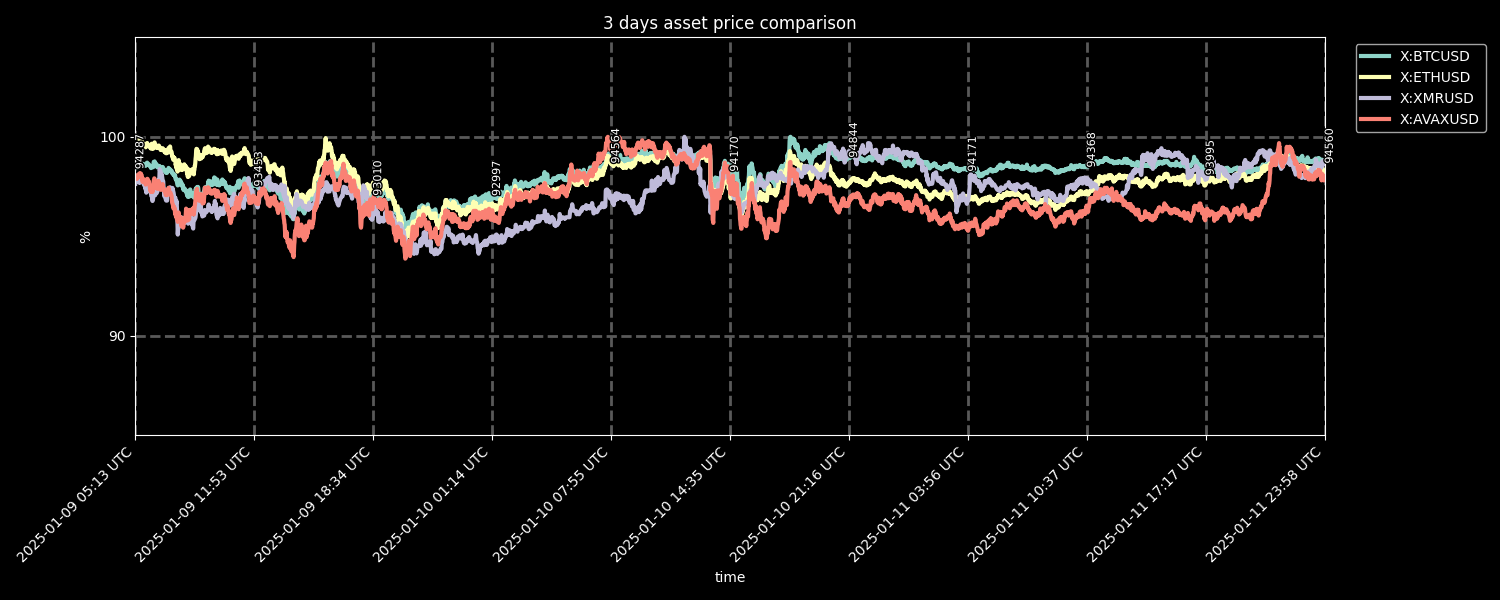 3 days asset price comparison
X:BTCUSD
X:ETHUSD
X:XMRUSD
X:AVAXUSD
100
90
%
93453
93010
92997
94564
94170
94844
94171
94368
93995
94560
2025-01-09 05:13 UTC
2025-01-09 11:53 UTC
2025-01-09 18:34 UTC
2025-01-10 01:14 UTC
2025-01-10 07:55 UTC
2025-01-10 14:35 UTC
2025-01-10 21:16 UTC
2025-01-11 03:56 UTC
2025-01-11 10:37 UTC
2025-01-11 17:17 UTC
2025-01-11 23:58 UTC
time